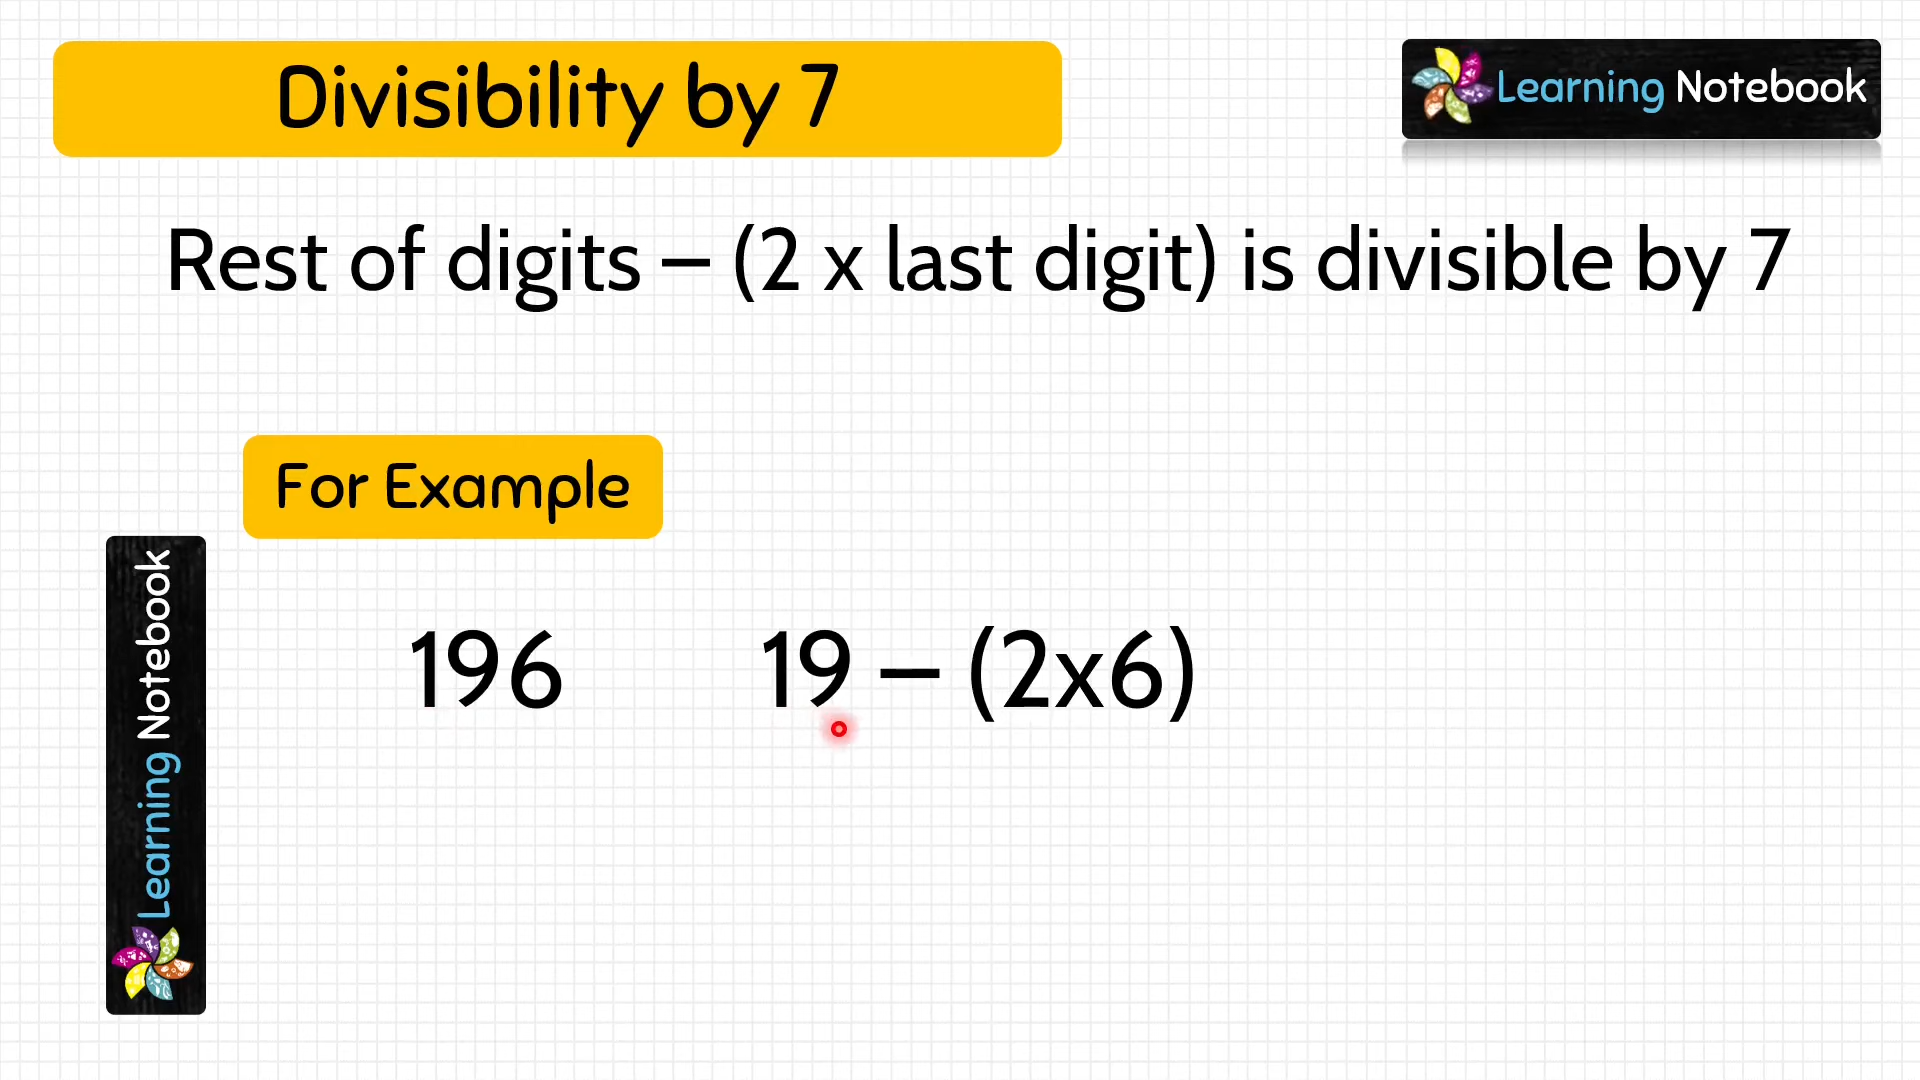 Divisibility by 7
Learning Notebook
Rest of digits – (2 x last digit) is divisible by 7
For Example
Learning Notebook
196 19 – (2x6)